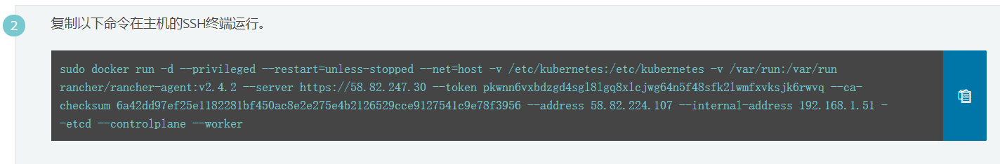 2
复制以下命令在主机的SSH终端运行。
sudo docker run -d --privileged --restart=unless-stopped --net=host -v /etc/kubernetes:/etc/kubernetes -v /var/run:/var/run
rancher/rancher-agent:v2.4.2 --server https://58.82.247.30 --token pkwnn6vxbdzgd4sgl8lgq8xlcjwg64n5f48sfk2lwmfxvksjk6rwvq --ca-
checksum 6a42dd97ef25e1182281bf450ac8e2e275e4b2126529cce9127541c9e78f3956 --address 58.82.224.107 --internal-address 192.168.1.51 -
-etcd --controlplane --worker